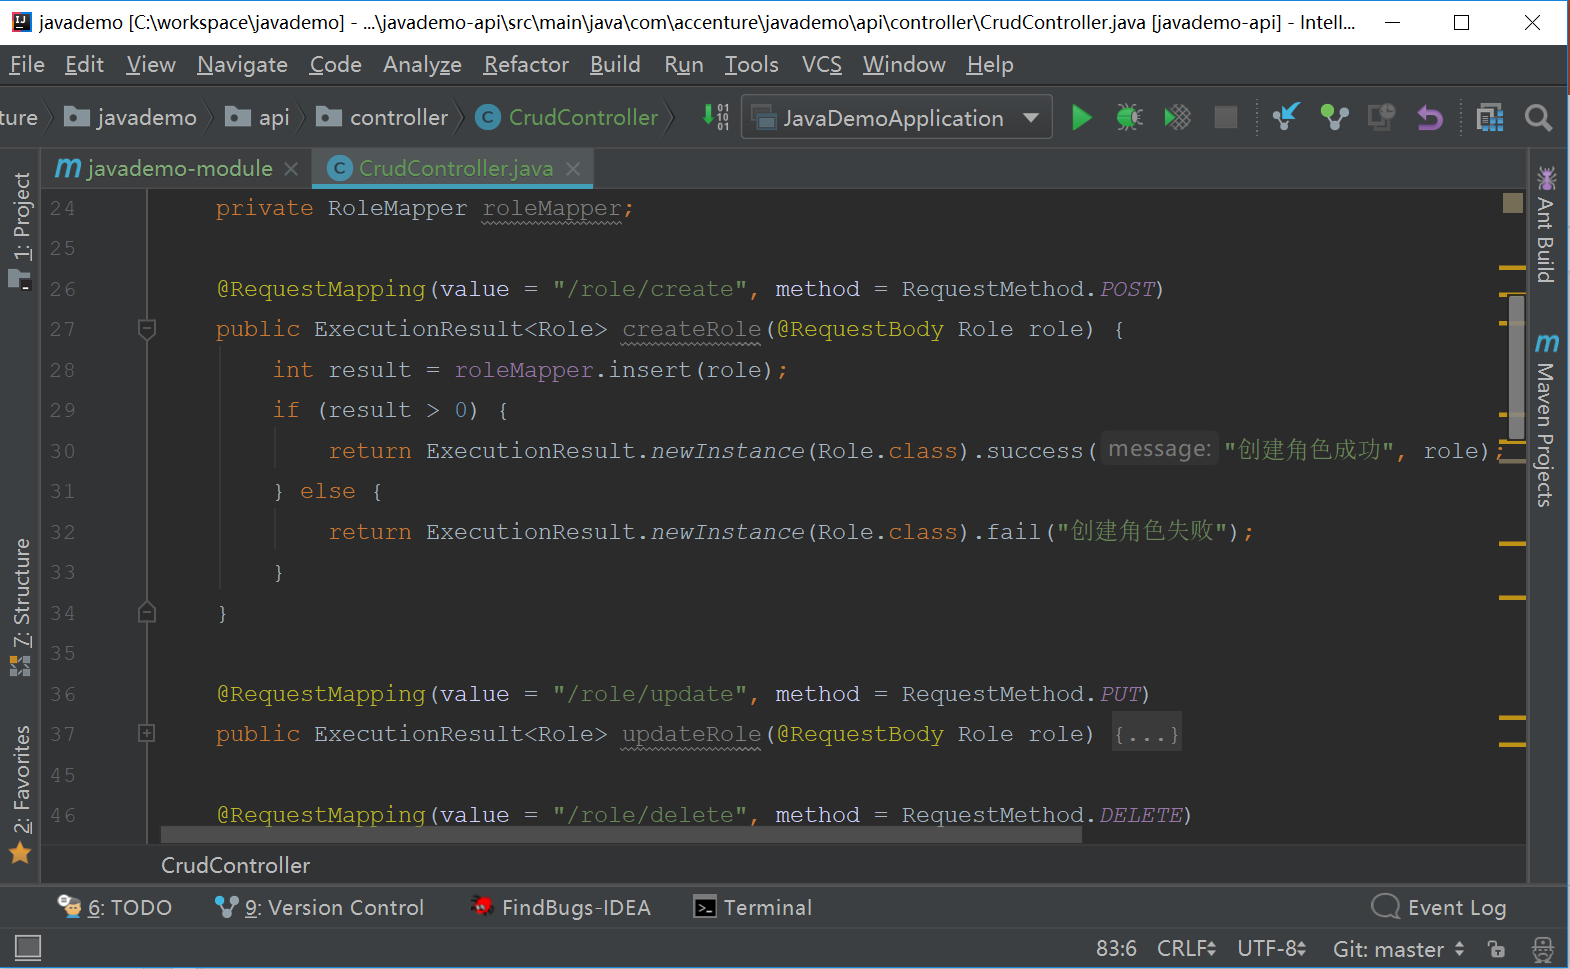 javademo [C:\workspace\javademo] - ...\javademo-api\src\main\java\com\accenture\javademo\api\controller\CrudController.java [javademo-api] - Intell...
File Edit View Navigate Code Analyze Refactor Build Run Tools VCS Window Help
ture javademo api controller CrudController JavaDemoApplication
javademo-module CrudController.java
1: Project
7: Structure
2: Favorites
24 private RoleMapper roleMapper;
25
26 @RequestMapping(value = "/role/create", method = RequestMethod.POST)
27 public ExecutionResult<Role> createRole(@RequestBody Role role) {
28 int result = roleMapper.insert(role);
29 if (result > 0) {
30 return ExecutionResult.newInstance(Role.class).success( message: "创建角色成功", role);
31 } else {
32 return ExecutionResult.newInstance(Role.class).fail("创建角色失败");
33 }
34 }
35
36 @RequestMapping(value = "/role/update", method = RequestMethod.PUT)
37 public ExecutionResult<Role> updateRole(@RequestBody Role role) {...}
45
46 @RequestMapping(value = "/role/delete", method = RequestMethod.DELETE)
Ant Build
Maven Projects
CrudController
6: TODO 9: Version Control FindBugs-IDEA Terminal Event Log
83:6 CRLF UTF-8 Git: master